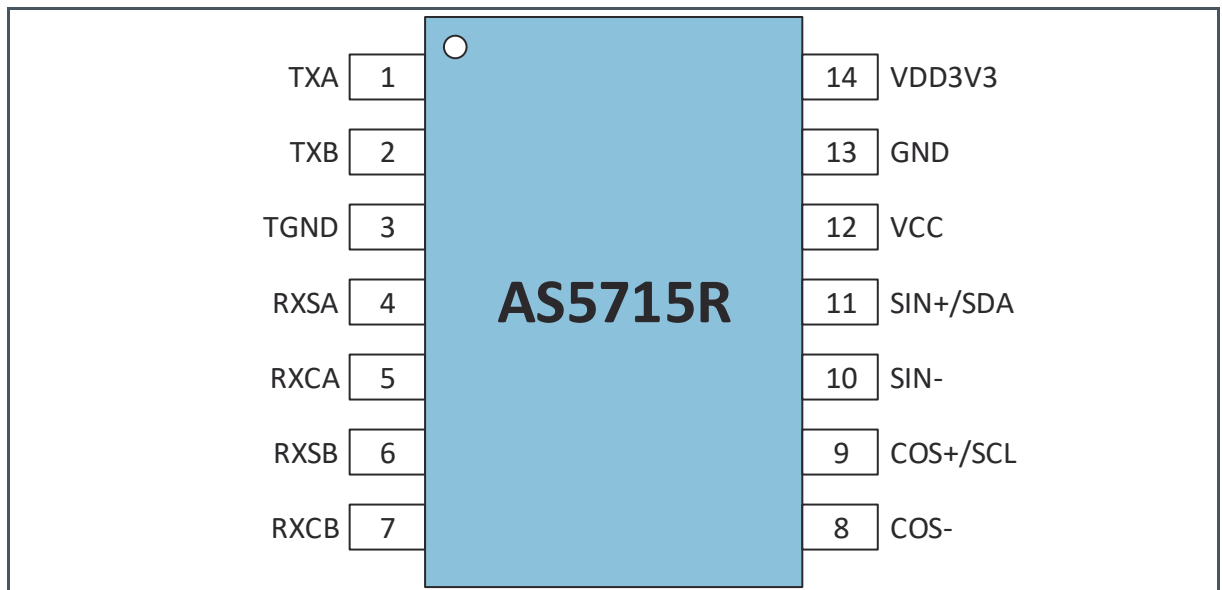 TXA 1 14 VDD3V3
TXB 2 13 GND
TGND 3 12 VCC
RXSA 4 AS5715R 11 SIN+/SDA
RXCA 5 10 SIN-
RXSB 6 9 COS+/SCL
RXCB 7 8 COS-